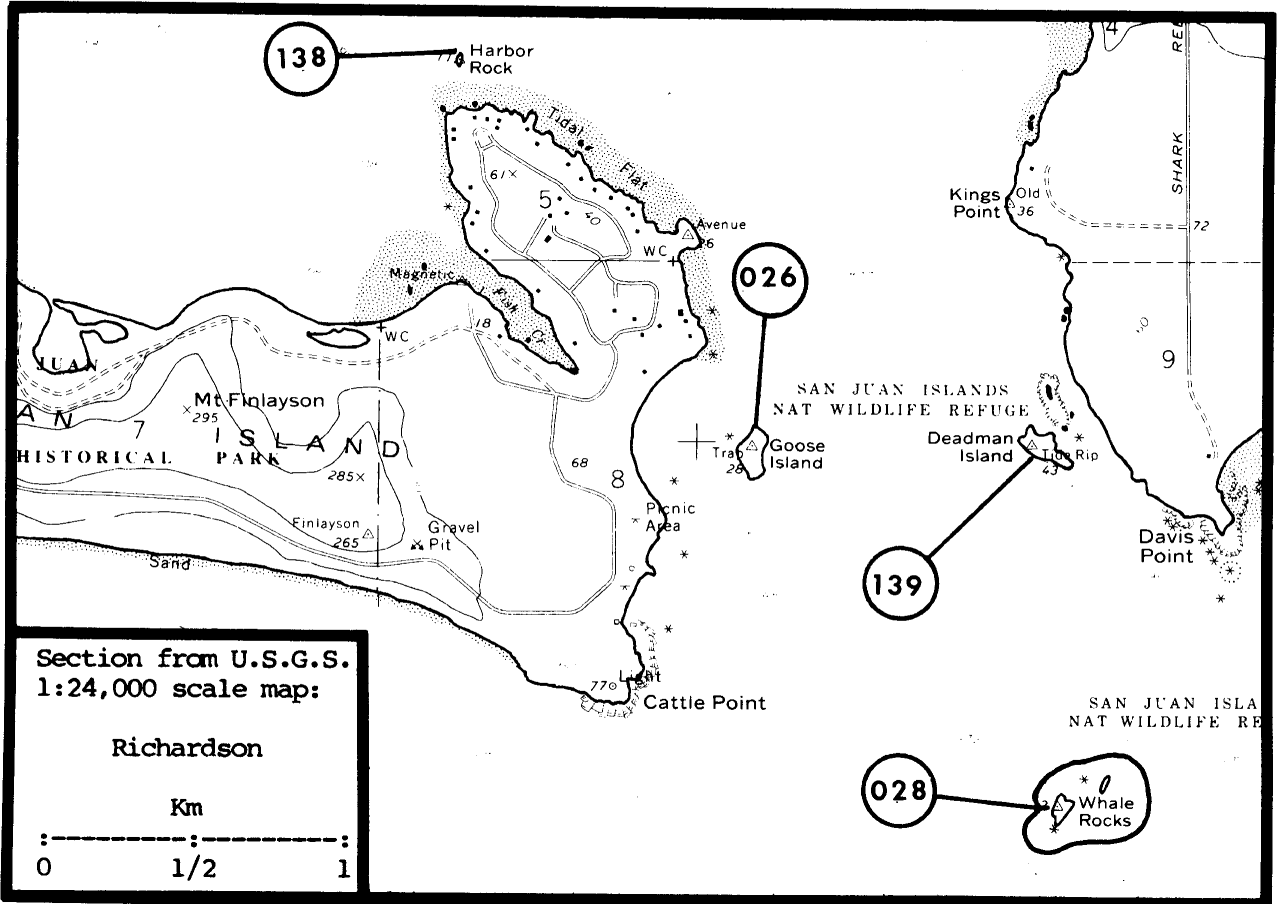 138
Harbor
Rock
4
SHARK
Tidal
Flat
61
5
40
Avenue
26
WC
Kings
Point
Old
36
72
026
Magnetic
Fish Cr
18
WC
JUAN
9
SAN JUAN ISLANDS
NAT WILDLIFE REFUGE
Mt Finlayson
295
7
ISLAND
HISTORICAL PARK
285
68
8
Goose
Island
28
Deadman
Island
Tide Rip
43
Finlayson
265
Gravel
Pit
Picnic
Area
Davis
Point
139
Sand
Light
77
Cattle Point
SAN JUAN ISLA
NAT WILDLIFE RE
028
Whale
Rocks
Section from U.S.G.S.
1:24,000 scale map:
Richardson
Km
0 1/2 1